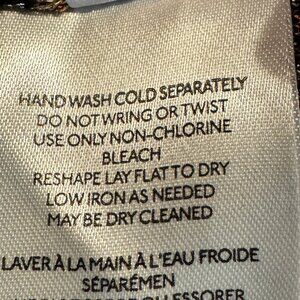 HAND WASH COLD SEPARATELY
DO NOT WRING OR TWIST
USE ONLY NON-CHLORINE
BLEACH
RESHAPE LAY FLAT TO DRY
LOW IRON AS NEEDED
MAY BE DRY CLEANED
LAVER À LA MAIN À L'EAU FROIDE
SÉPARÉMEN